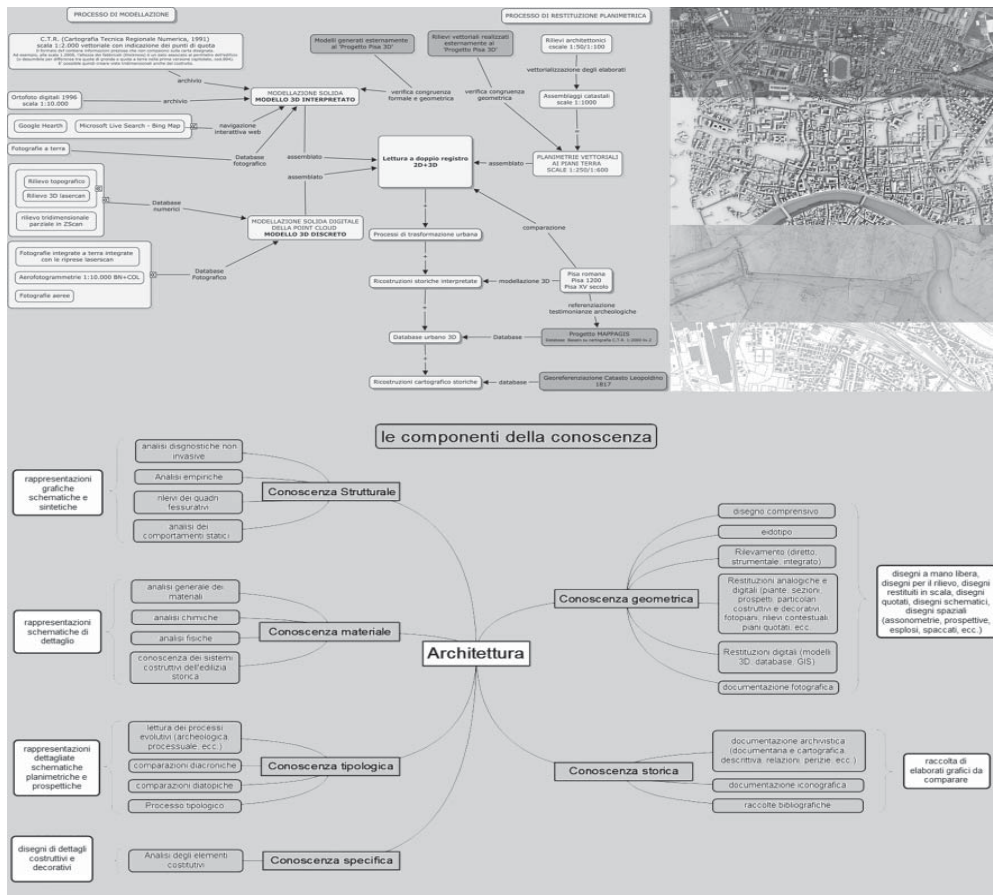 PROCESSO DI MODELLAZIONE
PROCESSO DI RESTITUZIONE PLANIMETRICA
C.T.R. (Cartografia Tecnica Regionale Numerica, 1991)
scala 1:2.000 vettoriale con indicazione dei punti di quota
Modelli generati esternamente
al 'Progetto Pisa 3D'
Rilievi vettoriali realizzati
esternamente al
'Progetto Pisa 3D'
Rilievi architettonici
cscale 1:50/1:100
archivio
vettorializzazione degli elaborati
Ortofoto digitali 1996
scala 1:10.000
archivio
MODELLAZIONE SOLIDA
MODELLO 3D INTERPRETATO
verifica congruenza
formale e geometrica
verifica congruenza
geometrica
Assemblaggi catastali
scale 1:1000
Google Hearth
Microsoft Live Search - Bing Map
navigazione
interattiva web
Fotografie a terra
Database
fotografico
assemblato
Lettura a doppio registro
2D+3D
assemblato
PLANIMETRIE VETTORIALI
AI PIANI TERRA
SCALE 1:250/1:600
assemblato
Rilievo topografico
Rilievo 3D lasercan
rilievo tridimensionale
parziale in ZScan
Database
numerici
MODELLAZIONE SOLIDA DIGITALE
DELLA POINT CLOUD
MODELLO 3D DISCRETO
comparazione
Processi di trasformazione urbana
Fotografie integrate a terra integrate
con le riprese laserscan
Aerofotogrammetrie 1:10.000 BN+COL
Fotografie aeree
Database
Fotografico
Ricostruzioni storiche interpretate
modellazione 3D
Pisa romana
Pisa 1200
Pisa XV secolo
referenziazione
testimonianze archeologiche
Database urbano 3D
Database
Progetto MAPPAGIS
Ricostruzioni cartografico storiche
database
Georeferenziazione Catasto Leopoldino
1817
le componenti della conoscenza
rappresentazioni
grafiche
schematiche e
sintetiche
analisi diagnostiche non
invasive
Analisi empiriche
rilievi dei quadri
fessurativi
analisi dei
comportamenti statici
Conoscenza Strutturale
rappresentazioni
schematiche di
dettaglio
analisi generale dei
materiali
analisi chimiche
analisi fisiche
conoscenza dei sistemi
costruttivi dell'edilizia
storica
Conoscenza materiale
Architettura
rappresentazioni
dettagliate
schematiche
planimetriche e
prospettiche
lettura dei processi
evolutivi (archeologica,
processuale, ecc.)
comparazioni diacroniche
comparazioni diatopiche
Processo tipologico
Conoscenza tipologica
disegni di dettagli
costruttivi e
decorativi
Analisi degli elementi
costitutivi
Conoscenza specifica
Conoscenza geometrica
disegno comprensivo
eidotipo
Rilevamento (diretto,
strumentale, integrato)
Restituzioni analogiche e
digitali (piante, sezioni,
prospetti, particolari
costruttivi e decorativi,
fotopiani, rilievi contestuali
piani quotati, ecc.
Restituzioni digitali (modelli
3D, database, GIS)
documentazione fotografica
disegni a mano libera,
disegni per il rilievo, disegni
restituiti in scala, disegni
quotati, disegni schematici,
disegni spaziali
(assonometrie, prospettive,
esplosi, spaccati, ecc.)
Conoscenza storica
documentazione archivistica
(documentaria e cartografica,
descrittiva, relazioni, perizie, ecc.)
documentazione iconografica
raccolte bibliografiche
raccolta di
elaborati grafici da
comparare